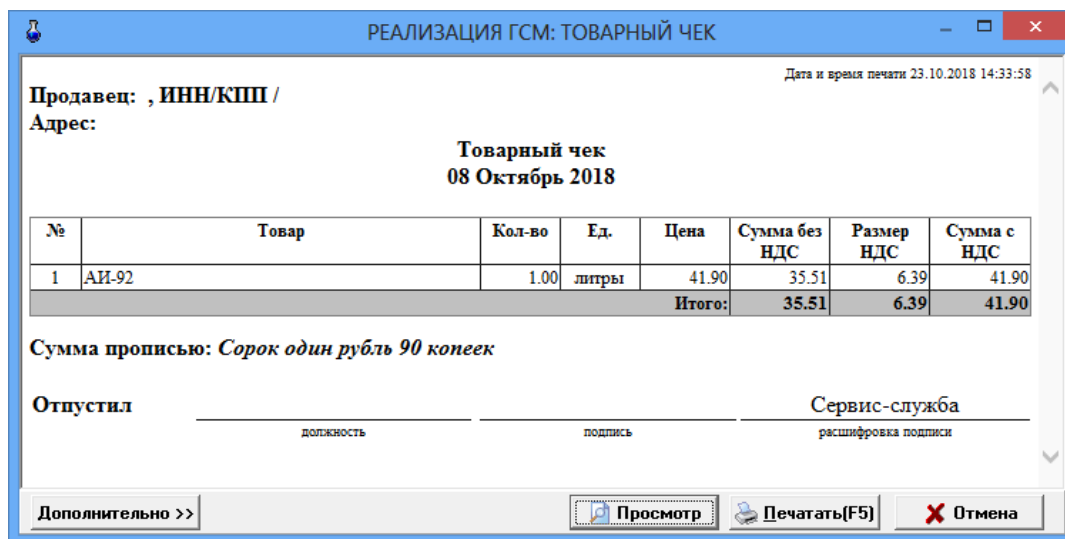 РЕАЛИЗАЦИЯ ГСМ: ТОВАРНЫЙ ЧЕК
Дата и время печати 23.10.2018 14:33:58
Продавец: , ИНН/КПП /
Адрес:
Товарный чек
08 Октябрь 2018
№ Товар Кол-во Ед. Цена Сумма без НДС Размер НДС Сумма с НДС
1 АИ-92 1.00 литры 41.90 35.51 6.39 41.90
Итого: 35.51 6.39 41.90
Сумма прописью: Сорок один рубль 90 копеек
Отпустил Сервис-служба
должность подпись расшифровка подписи
Дополнительно >> Просмотр Печатать(F5) Отмена